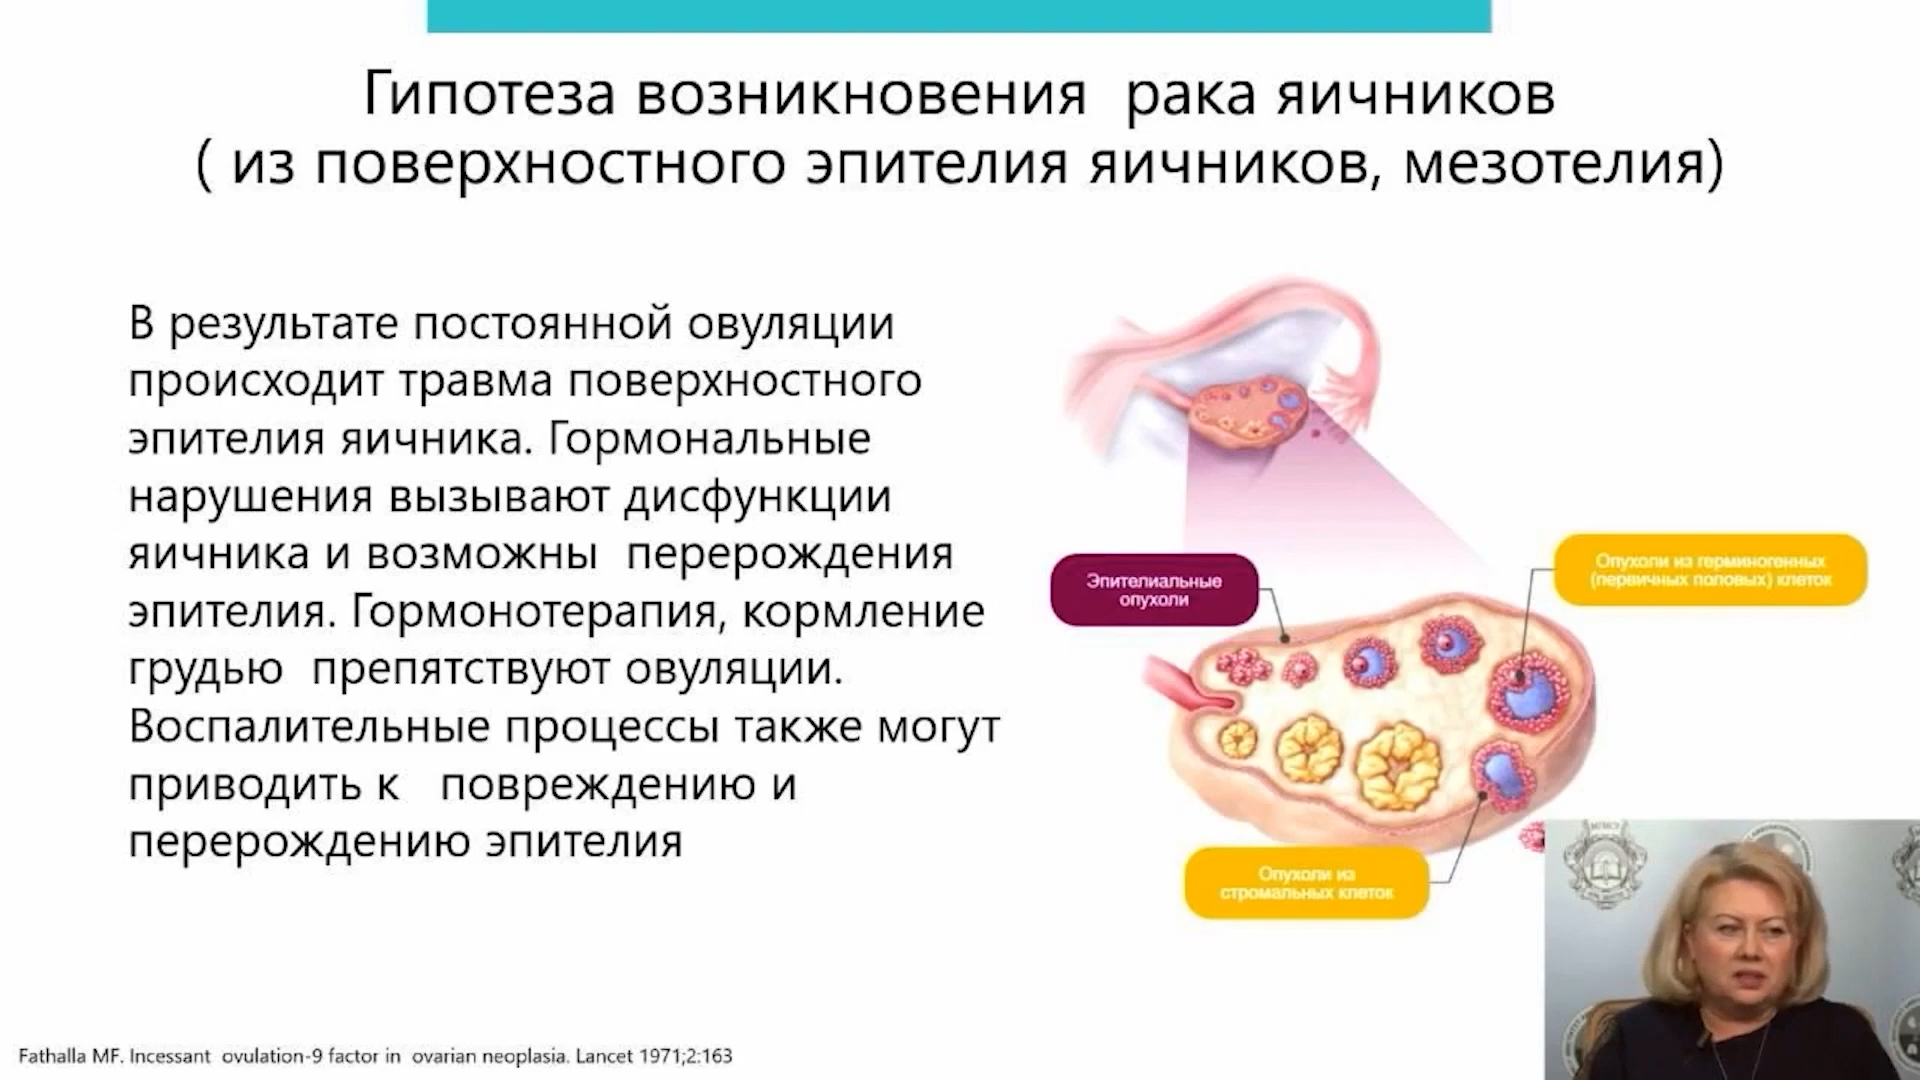 Гипотеза возникновения рака яичников
( из поверхностного эпителия яичников, мезотелия)
В результате постоянной овуляции
происходит травма поверхностного
эпителия яичника. Гормональные
нарушения вызывают дисфункции
яичника и возможны перерождения
эпителия. Гормонотерапия, кормление
грудью препятствуют овуляции.
Воспалительные процессы также могут
приводить к повреждению и
перерождению эпителия
Эпителиальные
опухоли
Опухоли из герминогенных
(первичных половых) клеток
Опухоли из
стромальных клеток
Fathalla MF. Incessant ovulation-9 factor in ovarian neoplasia. Lancet 1971;2:163